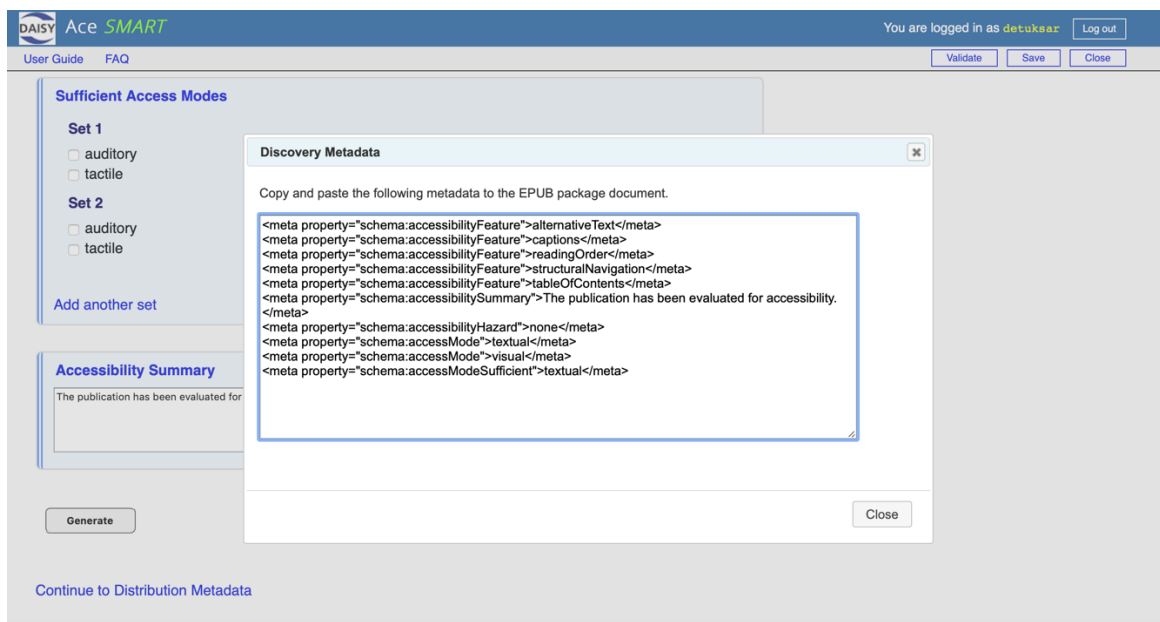 DAISY Ace SMART
You are logged in as detuksar Log out
User Guide FAQ
Validate Save Close
Sufficient Access Modes
Set 1
auditory
tactile
Set 2
auditory
tactile
Add another set
Discovery Metadata
Copy and paste the following metadata to the EPUB package document.
<meta property="schema:accessibilityFeature">alternativeText</meta>
<meta property="schema:accessibilityFeature">captions</meta>
<meta property="schema:accessibilityFeature">readingOrder</meta>
<meta property="schema:accessibilityFeature">structuralNavigation</meta>
<meta property="schema:accessibilityFeature">tableOfContents</meta>
<meta property="schema:accessibilitySummary">The publication has been evaluated for accessibility.
</meta>
<meta property="schema:accessibilityHazard">none</meta>
<meta property="schema:accessMode">textual</meta>
<meta property="schema:accessMode">visual</meta>
<meta property="schema:accessModeSufficient">textual</meta>
Close
Accessibility Summary
The publication has been evaluated for
Generate
Continue to Distribution Metadata